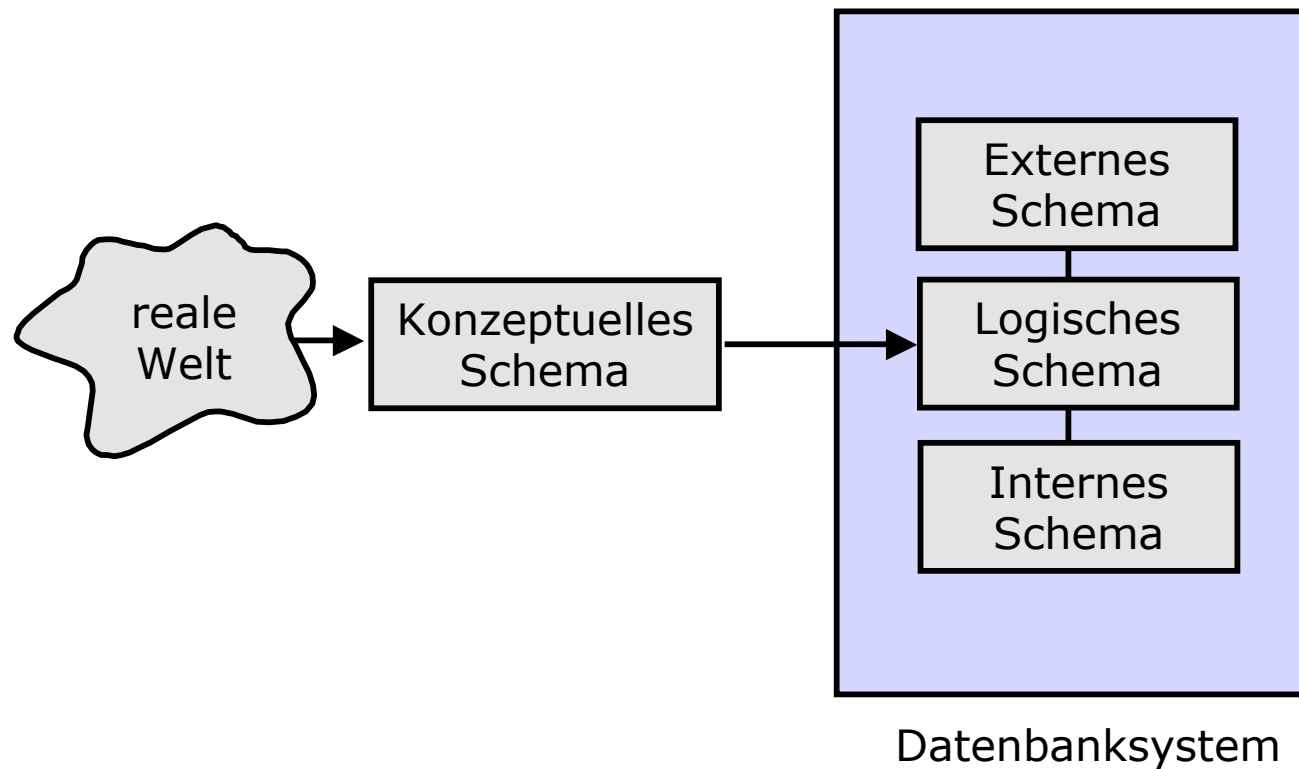 reale
Welt
Konzeptuelles
Schema
Externes
Schema
Logisches
Schema
Internes
Schema
Datenbanksystem